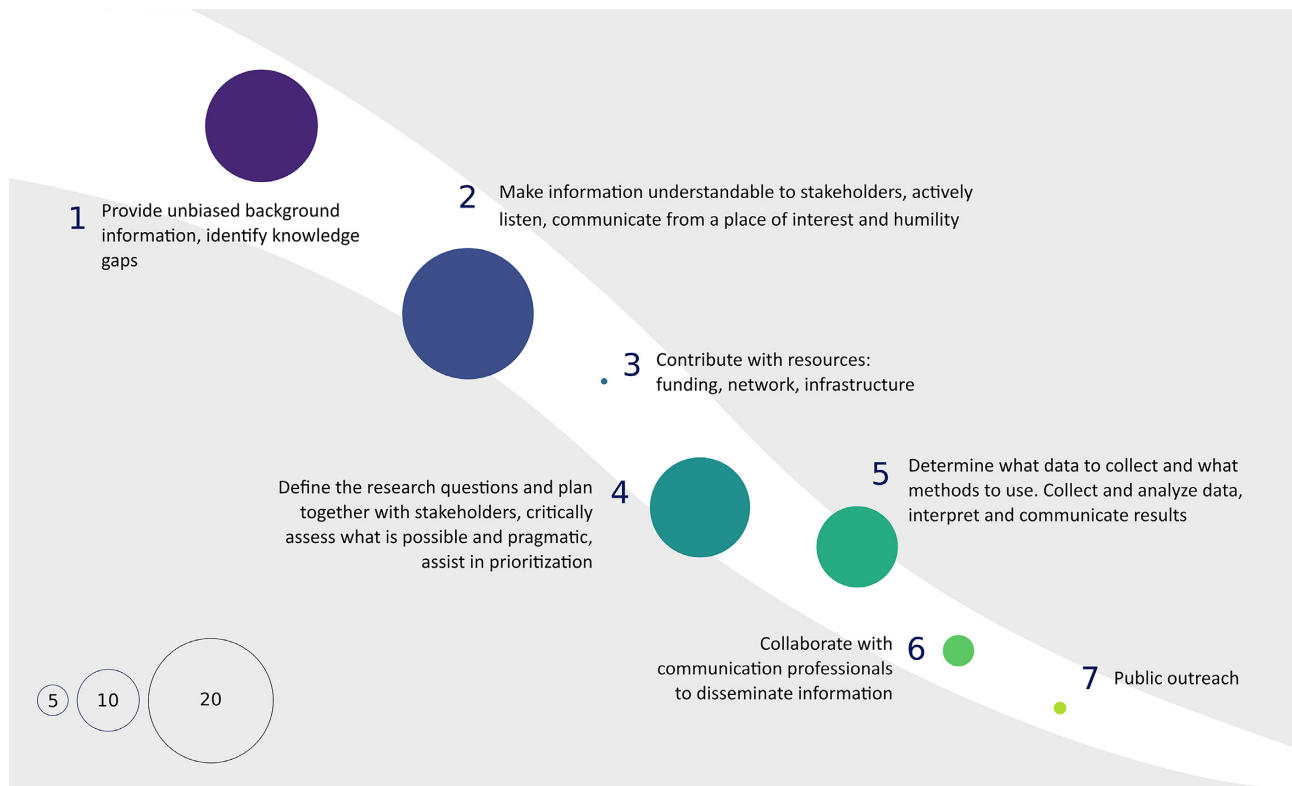 1
Provide unbiased background
information, identify knowledge
gaps
2
Make information understandable to stakeholders, actively
listen, communicate from a place of interest and humility
3
Contribute with resources:
funding, network, infrastructure
4
Define the research questions and plan
together with stakeholders, critically
assess what is possible and pragmatic,
assist in prioritization
5
Determine what data to collect and what
methods to use. Collect and analyze data,
interpret and communicate results
6
Collaborate with
communication professionals
to disseminate information
7
Public outreach
5 10 20